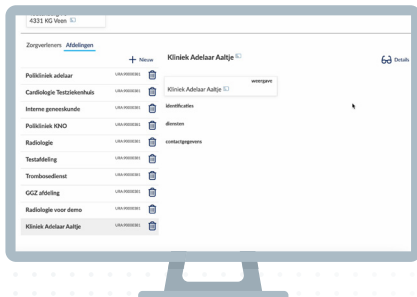 4331 KG Veen
Zorgverleners Afdelingen
+ Nieuw
Polikliniek adelaar
Cardiologie Testziekenhuis
Interne geneeskunde
Polikliniek KNO
Radiologie
Testafdeling
Trombosedienst
GGZ afdeling
Radiologie voor demo
Kliniek Adelaar Aaltje
Kliniek Adelaar Aaltje
Details
weergave
Kliniek Adelaar Aaltje
identificaties
diensten
contactgegevens